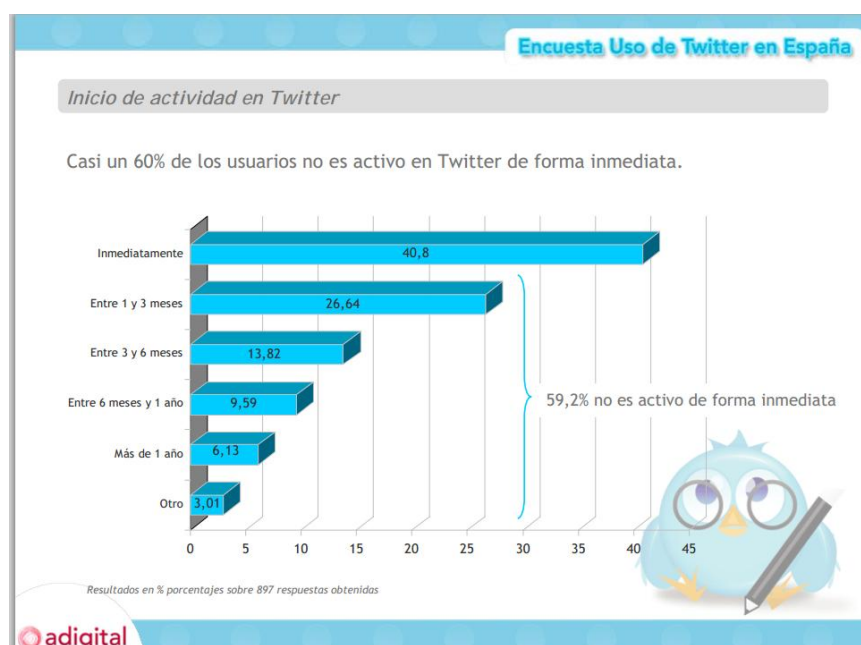 Encuesta Uso de Twitter en España
Inicio de actividad en Twitter
Casi un 60% de los usuarios no es activo en Twitter de forma inmediata.
Inmediatamente 40,8
Entre 1 y 3 meses 26,64
Entre 3 y 6 meses 13,82
Entre 6 meses y 1 año 9,59
59,2% no es activo de forma inmediata
Más de 1 año 6,13
Otro 3,01
0 5 10 15 20 25 30 35 40 45
Resultados en % porcentajes sobre 897 respuestas obtenidas
adigital